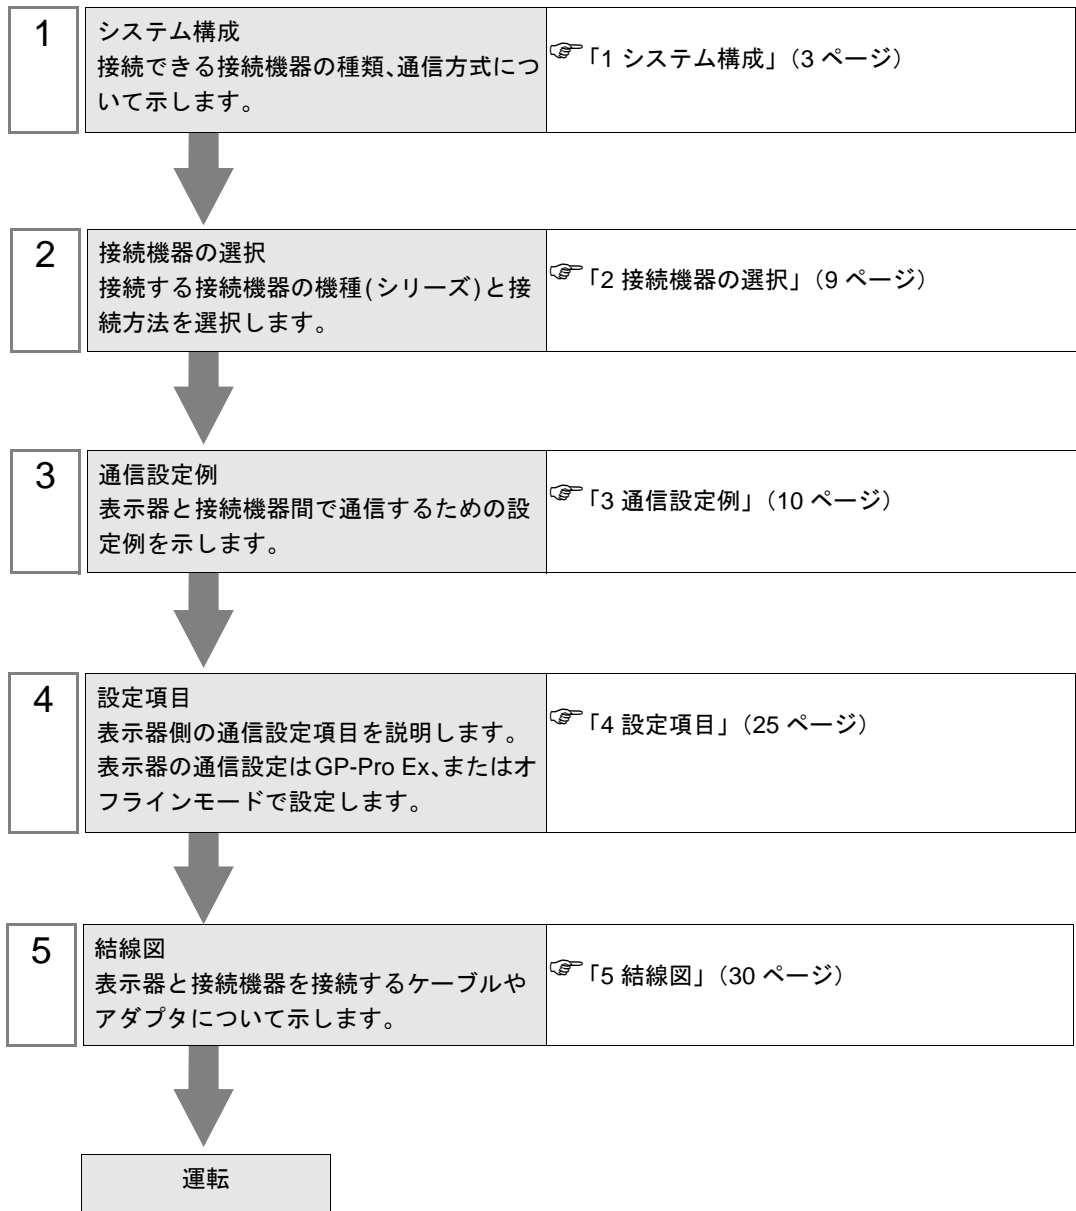 1
システム構成
接続できる接続機器の種類、通信方式につ
いて示します。
☞「1 システム構成」（3 ページ）
2
接続機器の選択
接続する接続機器の機種(シリーズ)と接
続方法を選択します。
☞「2 接続機器の選択」（9 ページ）
3
通信設定例
表示器と接続機器間で通信するための設
定例を示します。
☞「3 通信設定例」（10 ページ）
4
設定項目
表示器側の通信設定項目を説明します。
表示器の通信設定はGP-Pro Ex、またはオ
フラインモードで設定します。
☞「4 設定項目」（25 ページ）
5
結線図
表示器と接続機器を接続するケーブルや
アダプタについて示します。
☞「5 結線図」（30 ページ）
運転